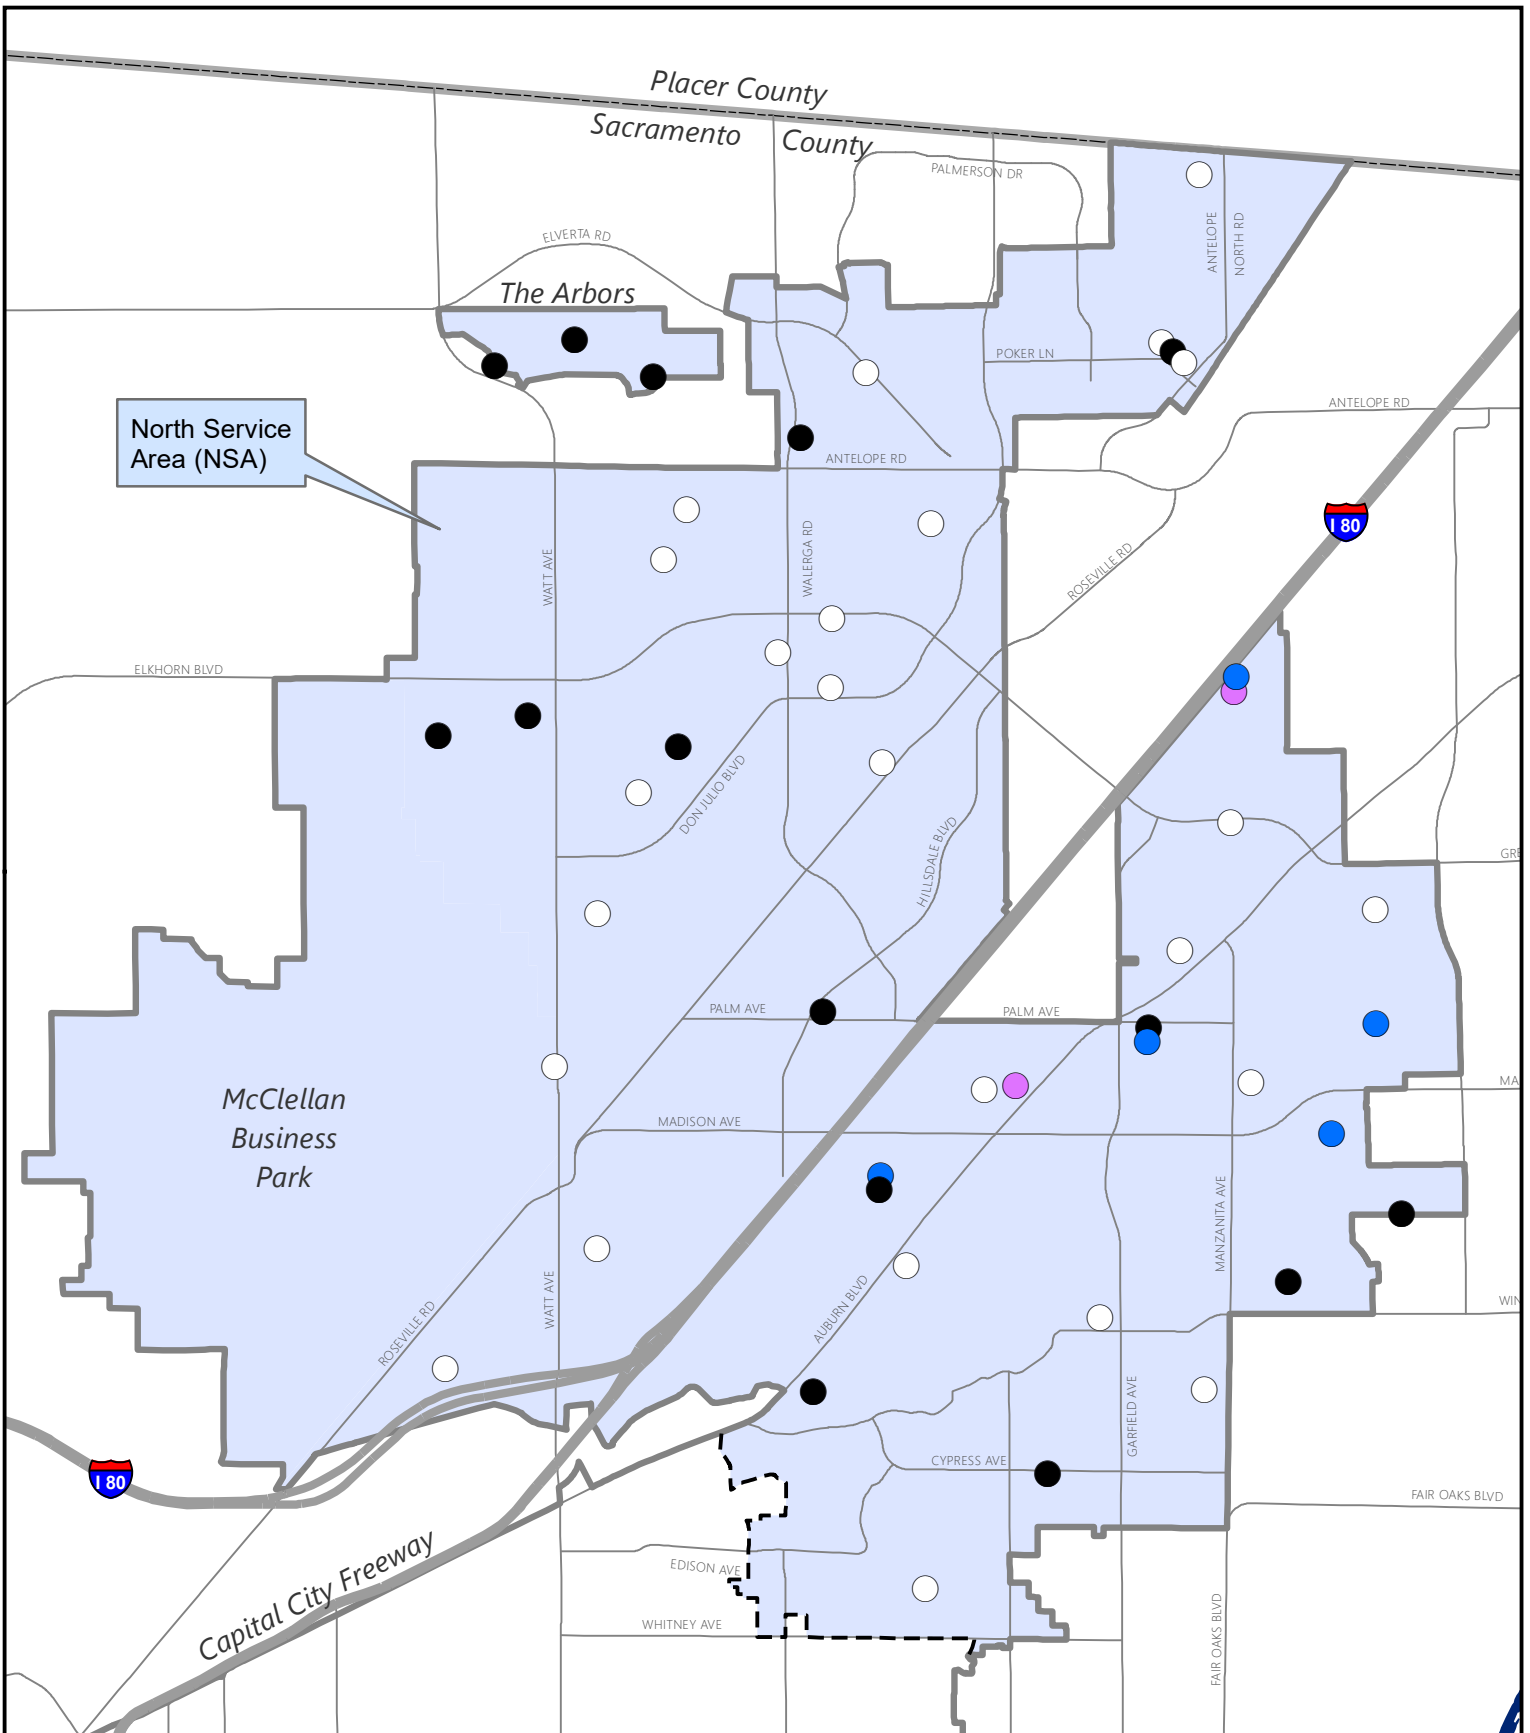 Placer County
Sacramento County
PALMERSON DR
ANTELOPE
NORTH RD
ELVERTA RD
The Arbors
POKER LN
ANTELOPE RD
North Service
Area (NSA)
ANTELOPE RD
I 80
WATT AVE
WALERGA RD
ROSEVILLE RD
ELKHORN BLVD
DON JULIO BLVD
HILLSDALE BLVD
GRE
PALM AVE
PALM AVE
McClellan
Business
Park
MA
MADISON AVE
MANZANITA AVE
WATT AVE
ROSEVILLE RD
AUBURN BLVD
WIN
GARFIELD AVE
CYPRESS AVE
I 80
FAIR OAKS BLVD
Capital City Freeway
EDISON AVE
WHITNEY AVE
FAIR OAKS BLVD